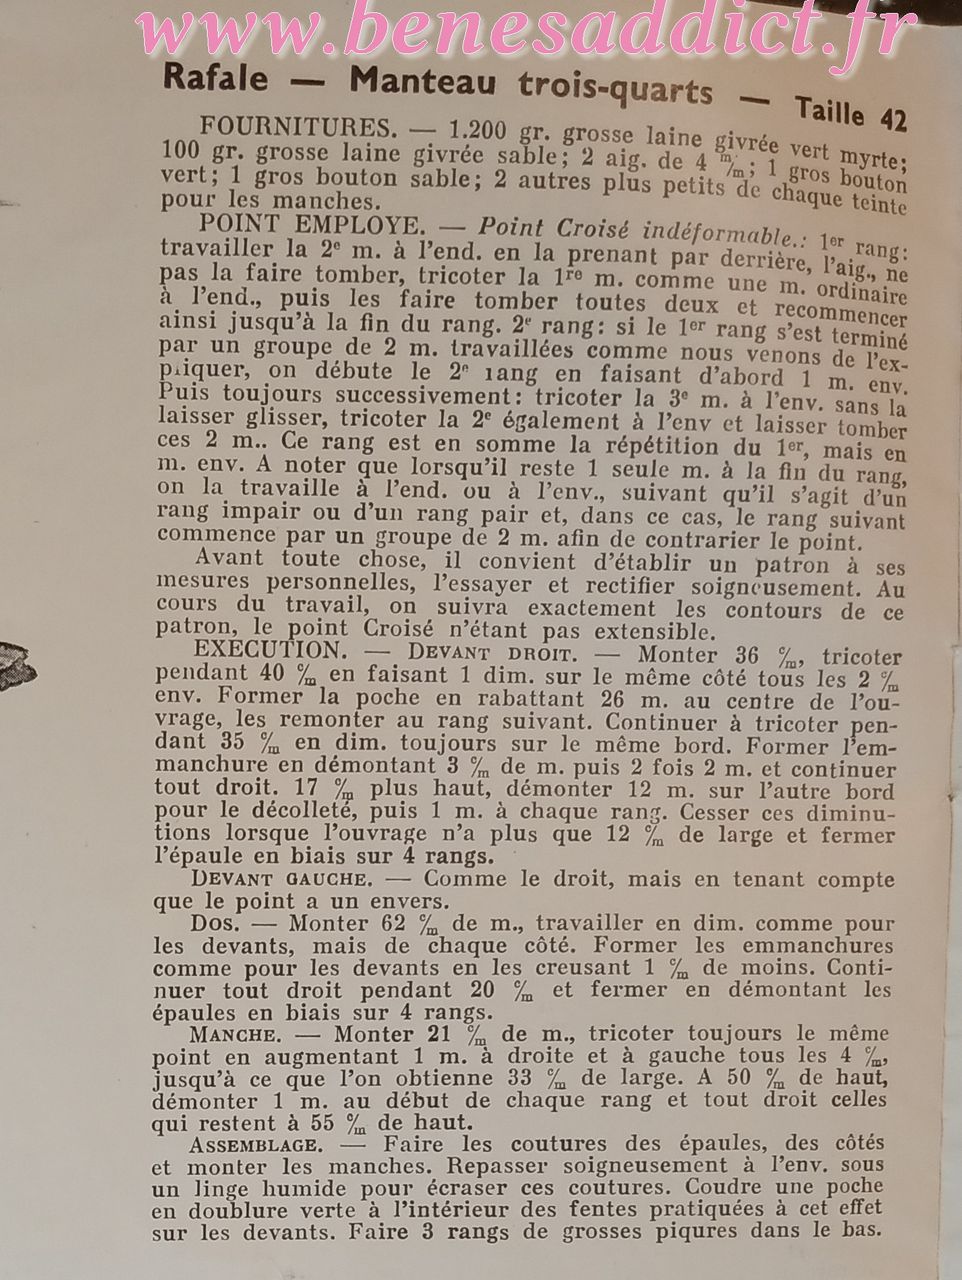 www.benesaddict.fr
Rafale — Manteau trois-quarts — Taille 42
FOURNITURES. — 1.200 gr. grosse laine givrée vert myrte;
100 gr. grosse laine givrée sable; 2 aig. de 4 m/m; 1 gros bouton
vert; 1 gros bouton sable; 2 autres plus petits de chaque teinte
pour les manches.
POINT EMPLOYE. — Point Croisé indéformable.: 1er rang:
travailler la 2e m. à l'end. en la prenant par derrière, l'aig., ne
pas la faire tomber, tricoter la 1re m. comme une m. ordinaire
à l'end., puis les faire tomber toutes deux et recommencer
ainsi jusqu'à la fin du rang. 2e rang: si le 1er rang s'est terminé
par un groupe de 2 m. travaillées comme nous venons de l'ex-
pliquer, on débute le 2e rang en faisant d'abord 1 m. env.
Puis toujours successivement: tricoter la 3e m. à l'env. sans la
laisser glisser, tricoter la 2e également à l'env et laisser tomber
ces 2 m.. Ce rang est en somme la répétition du 1er, mais en
m. env. A noter que lorsqu'il reste 1 seule m. à la fin du rang,
on la travaille à l'end. ou à l'env., suivant qu'il s'agit d'un
rang impair ou d'un rang pair et, dans ce cas, le rang suivant
commence par un groupe de 2 m. afin de contrarier le point.
Avant toute chose, il convient d'établir un patron à ses
mesures personnelles, l'essayer et rectifier soigneusement. Au
cours du travail, on suivra exactement les contours de ce
patron, le point Croisé n'étant pas extensible.
EXECUTION. — DEVANT DROIT. — Monter 36 c/m, tricoter
pendant 40 c/m en faisant 1 dim. sur le même côté tous les 2 c/m
env. Former la poche en rabattant 26 m. au centre de l'ou-
vrage, les remonter au rang suivant. Continuer à tricoter pen-
dant 35 c/m en dim. toujours sur le même bord. Former l'em-
manchure en démontant 3 c/m de m. puis 2 fois 2 m. et continuer
tout droit. 17 c/m plus haut, démonter 12 m. sur l'autre bord
pour le décolleté, puis 1 m. à chaque rang. Cesser ces diminu-
tions lorsque l'ouvrage n'a plus que 12 c/m de large et fermer
l'épaule en biais sur 4 rangs.
DEVANT GAUCHE. — Comme le droit, mais en tenant compte
que le point a un envers.
DOS. — Monter 62 c/m de m., travailler en dim. comme pour
les devants, mais de chaque côté. Former les emmanchures
comme pour les devants en les creusant 1 c/m de moins. Conti-
nuer tout droit pendant 20 c/m et fermer en démontant les
épaules en biais sur 4 rangs.
MANCHE. — Monter 21 c/m de m., tricoter toujours le même
point en augmentant 1 m. à droite et à gauche tous les 4 c/m,
jusqu'à ce que l'on obtienne 33 c/m de large. A 50 c/m de haut,
démonter 1 m. au début de chaque rang et tout droit celles
qui restent à 55 c/m de haut.
ASSEMBLAGE. — Faire les coutures des épaules, des côtés
et monter les manches. Repasser soigneusement à l'env. sous
un linge humide pour écraser ces coutures. Coudre une poche
en doublure verte à l'intérieur des fentes pratiquées à cet effet
sur les devants. Faire 3 rangs de grosses piqures dans le bas.